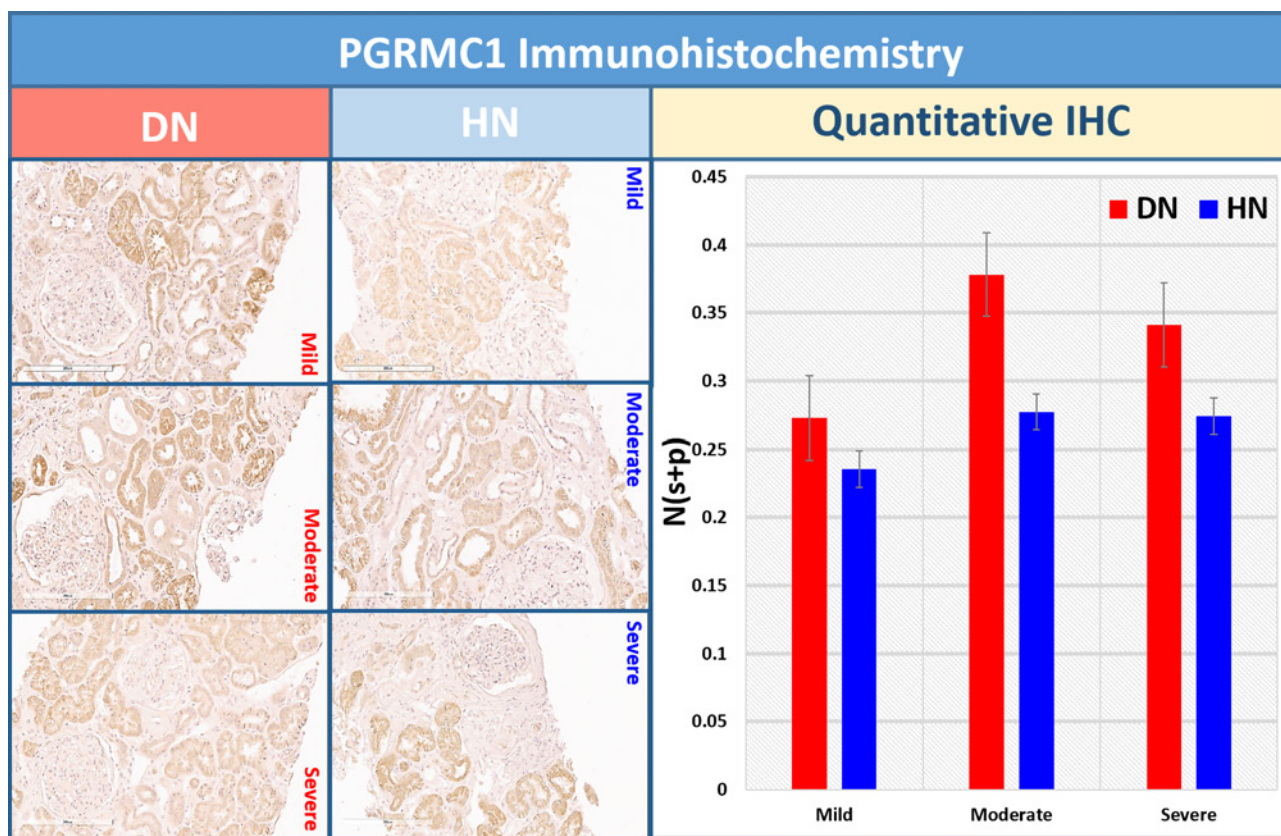 PGRMC1 Immunohistochemistry
DN
HN
Quantitative IHC
Mild
Moderate
Severe
Mild
Moderate
Severe
N(s+p)
0.45
0.4
0.35
0.3
0.25
0.2
0.15
0.1
0.05
0
DN HN
Mild Moderate Severe